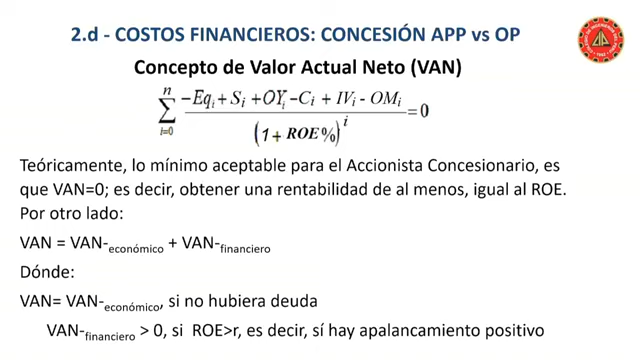 2.d - COSTOS FINANCIEROS: CONCESIÓN APP vs OP
Concepto de Valor Actual Neto (VAN)
n
∑ (-Eqᵢ + Sᵢ + OYᵢ - Cᵢ + IVᵢ - OMᵢ) / (1 + ROE%)ⁱ = 0
i=0
Teóricamente, lo mínimo aceptable para el Accionista Concesionario, es
que VAN=0; es decir, obtener una rentabilidad de al menos, igual al ROE.
Por otro lado:
VAN = VAN-económico + VAN-financiero
Dónde:
VAN= VAN-económico, si no hubiera deuda
VAN-financiero > 0, si ROE>r, es decir, sí hay apalancamiento positivo